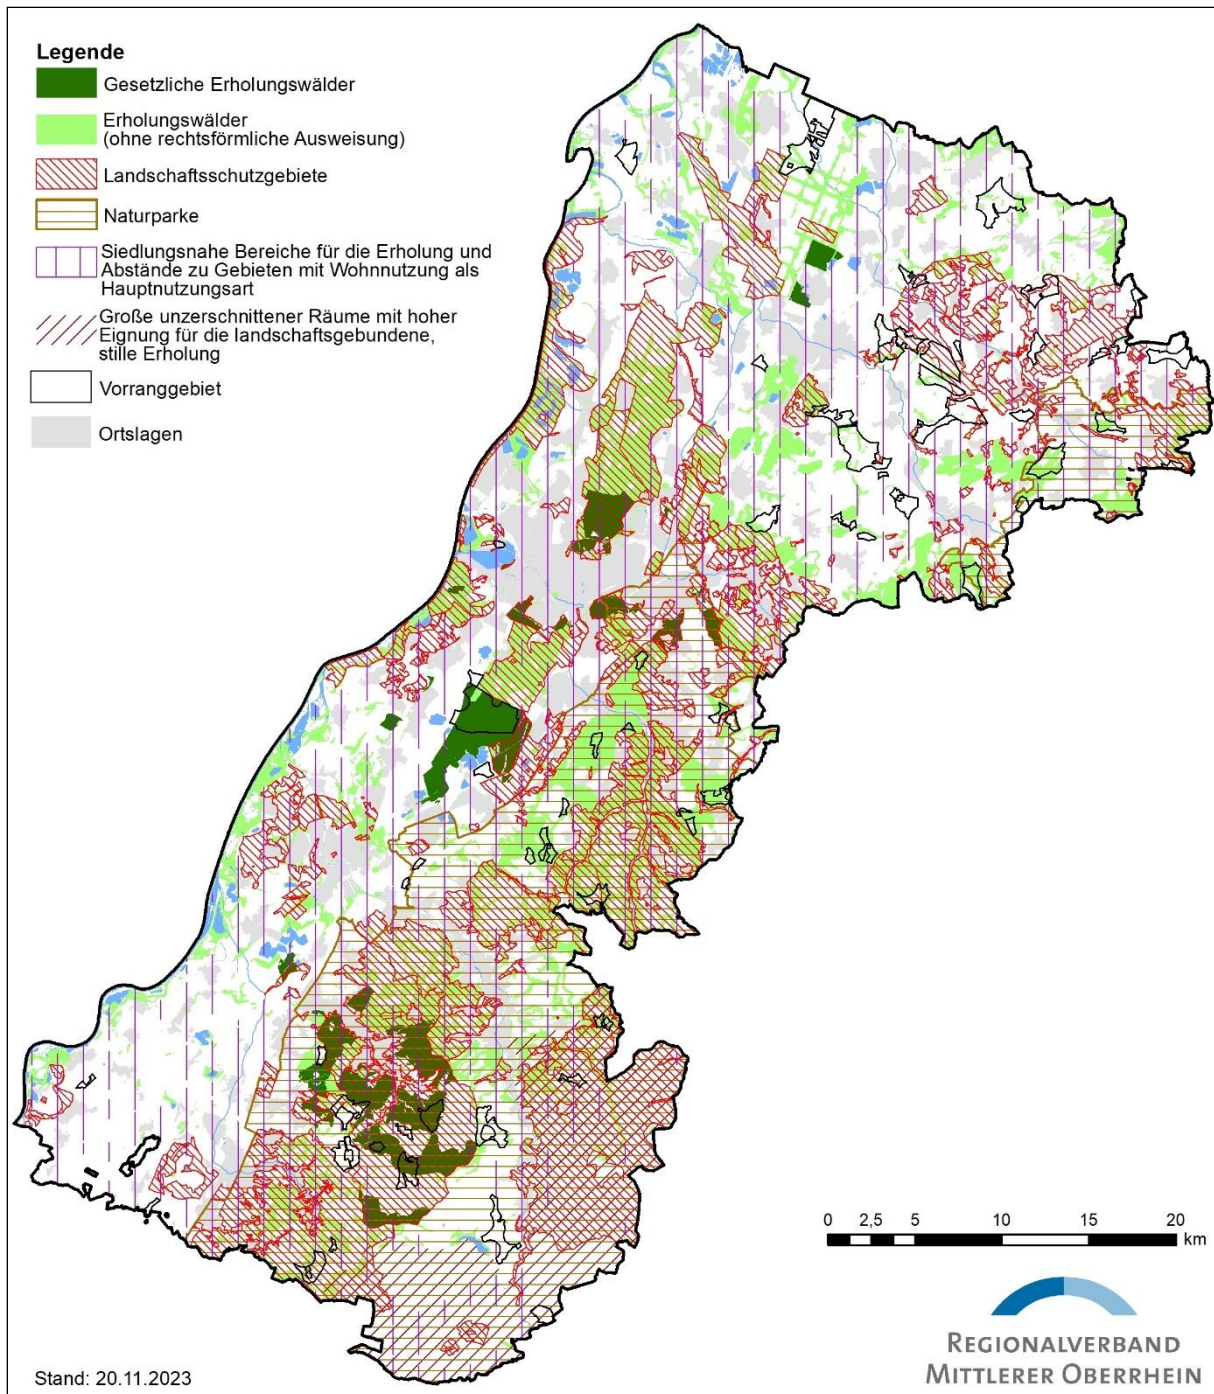 Legende
Gesetzliche Erholungswälder
Erholungswälder
(ohne rechtsförmliche Ausweisung)
Landschaftsschutzgebiete
Naturparke
Siedlungsnahe Bereiche für die Erholung und
Abstände zu Gebieten mit Wohnnutzung als
Hauptnutzungsart
Große unzerschnittener Räume mit hoher
Eignung für die landschaftsgebundene,
stille Erholung
Vorranggebiet
Ortslagen
0 2,5 5 10 15 20
km
REGIONALVERBAND
MITTLERER OBERRHEIN
Stand: 20.11.2023